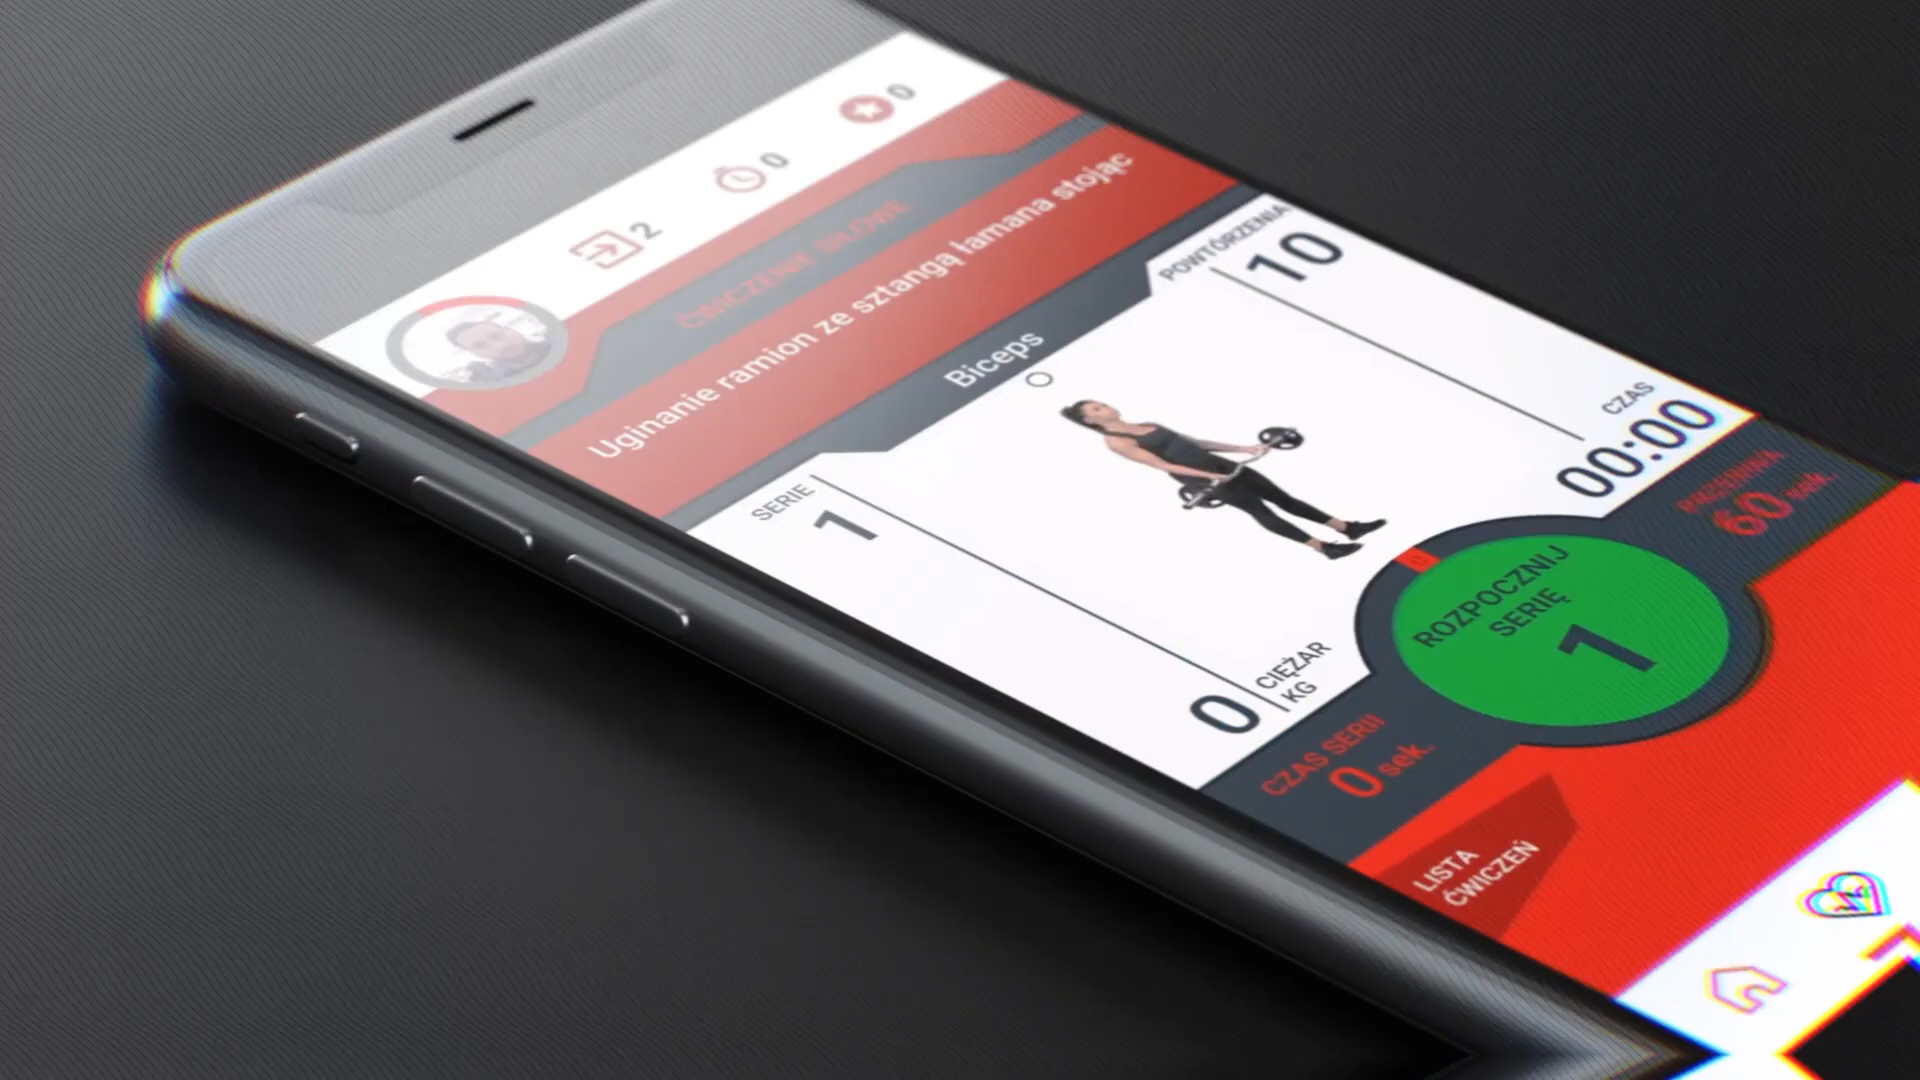 2
0
0
ĆWICZENIE SIŁOWE
Uginanie ramion ze sztangą łamana stojąc
Biceps
SERIE
1
POWTÓRZENIA
10
0
CIĘŻAR
KG
CZAS
00:00
CZAS SERII
0 sek.
ROZPOCZNIJ
SERIĘ
1
PRZERWA
60 sek.
LISTA
ĆWICZEŃ